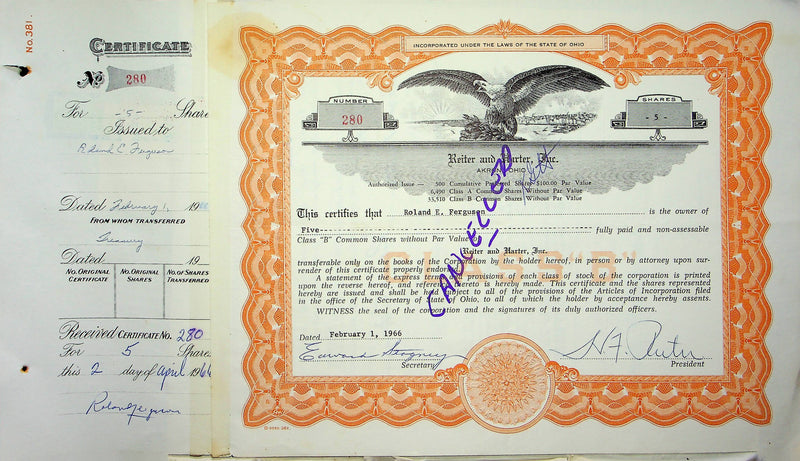 No. 381.
CERTIFICATE
No 280
For -5- Shares
Issued to
Roland E. Ferguson
Dated February 1, 19
FROM WHOM TRANSFERRED
Treasury
Dated 19
NO. ORIGINAL CERTIFICATE
NO. ORIGINAL SHARES
NO. OF SHARES TRANSFERRED
Received CERTIFICATE No. 280
For 5 Shares
this 2 day of April 1966
INCORPORATED UNDER THE LAWS OF THE STATE OF OHIO
NUMBER
280
SHARES
- 5 -
Reiter and Harter, Inc.
AKRON, OHIO
Authorized Issue — 500 Cumulative Preferred Shares $100.00 Par Value
6,490 Class A Common Shares Without Par Value
33,510 Class B Common Shares Without Par Value
CANCELLED
This certifies that Roland E. Ferguson is the owner of
Five fully paid and non-assessable
Class "B" Common Shares without Par Value of Reiter and Harter, Inc.
CLASS B
transferable only on the books of the Corporation by the holder hereof, in person or by attorney upon sur-
render of this certificate properly endorsed.
A statement of the express terms and provisions of each class of stock of the corporation is printed
upon the reverse hereof, and reference hereto is hereby made. This certificate and the shares represented
hereby are issued and shall be held subject to all of the provisions of the Articles of Incorporation filed
in the office of the Secretary of State of Ohio, to all of which the holder by acceptance hereby assents.
WITNESS the seal of the corporation and the signatures of its duly authorized officers.
Dated February 1, 1966
Secretary
President